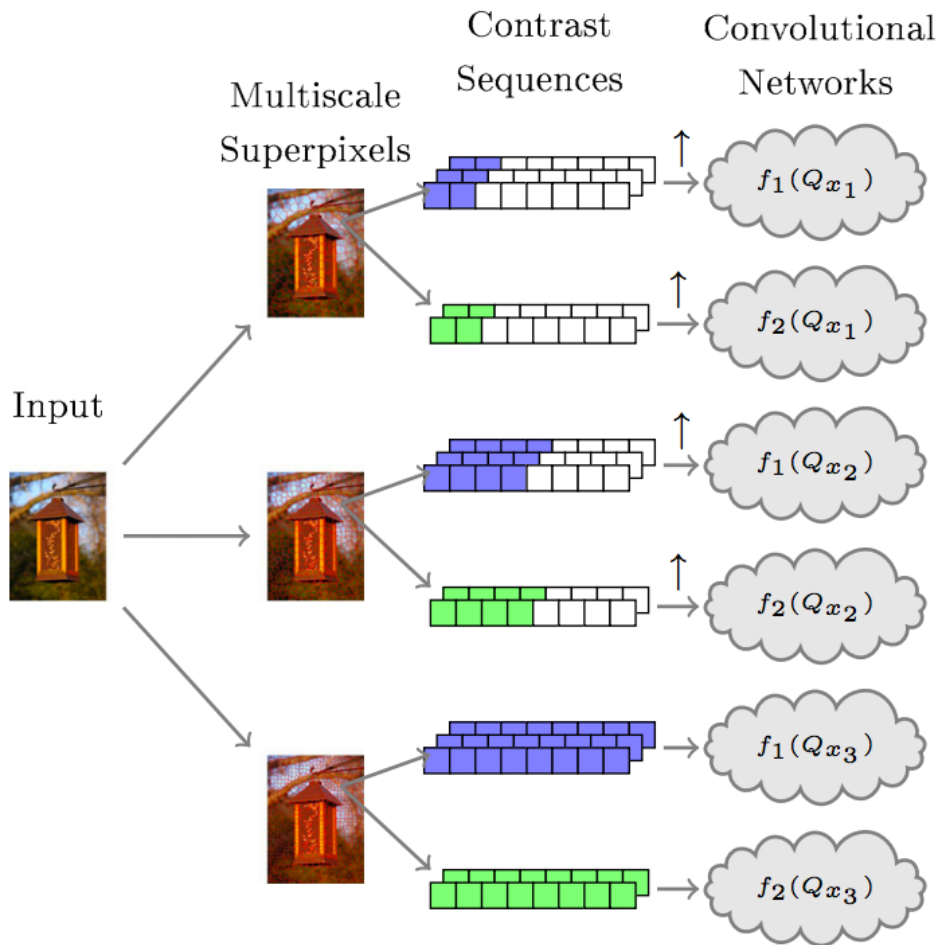 Contrast
Sequences
Convolutional
Networks
Multiscale
Superpixels
Input
↑
f₁(Qₓ₁)
↑
f₂(Qₓ₁)
↑
f₁(Qₓ₂)
↑
f₂(Qₓ₂)
f₁(Qₓ₃)
f₂(Qₓ₃)